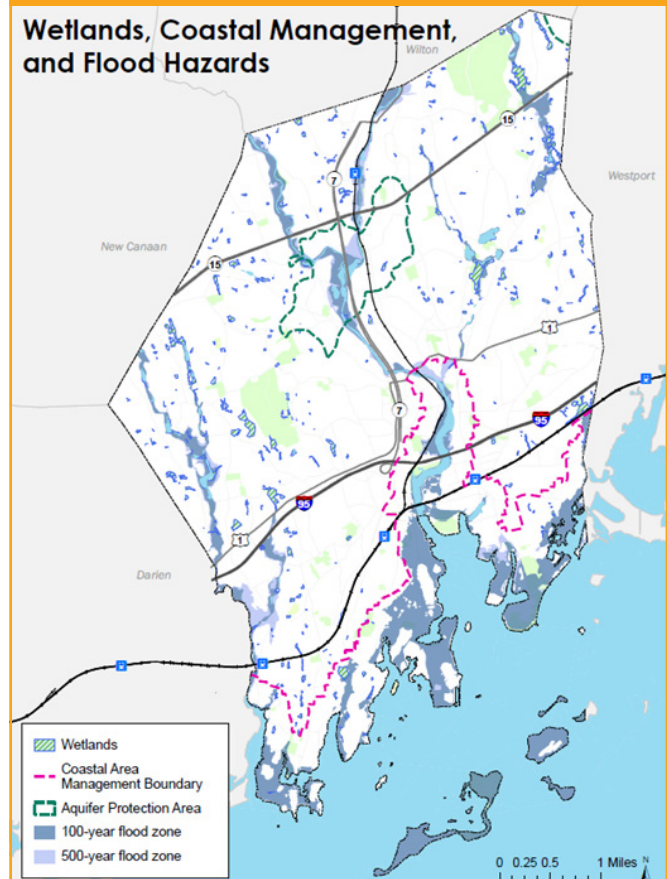 Wetlands, Coastal Management,
and Flood Hazards
Wilton
15
Westport
7
New Canaan
15
1
7
95
95
1
Darien
Wetlands
Coastal Area
Management Boundary
Aquifer Protection Area
100-year flood zone
500-year flood zone
0 0.25 0.5 1 Miles
N